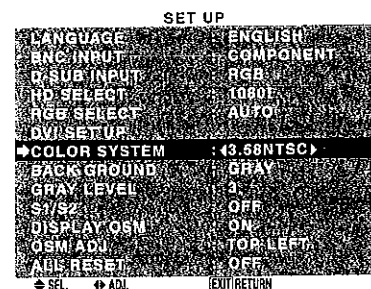 SET UP
LANGUAGE : ENGLISH
BNC INPUT : COMPONENT
D-SUB INPUT : RGB
HD SELECT : 1080I
RGB SELECT : AUTO
DVI SET UP
➡COLOR SYSTEM : ◀3.58NTSC▶
BACK GROUND : GRAY
GRAY LEVEL : 3
S1/S2 : OFF
DISPLAY OSM : ON
OSM ADJ. : TOP LEFT
ALL RESET : OFF
SEL. ADJ. EXIT RETURN